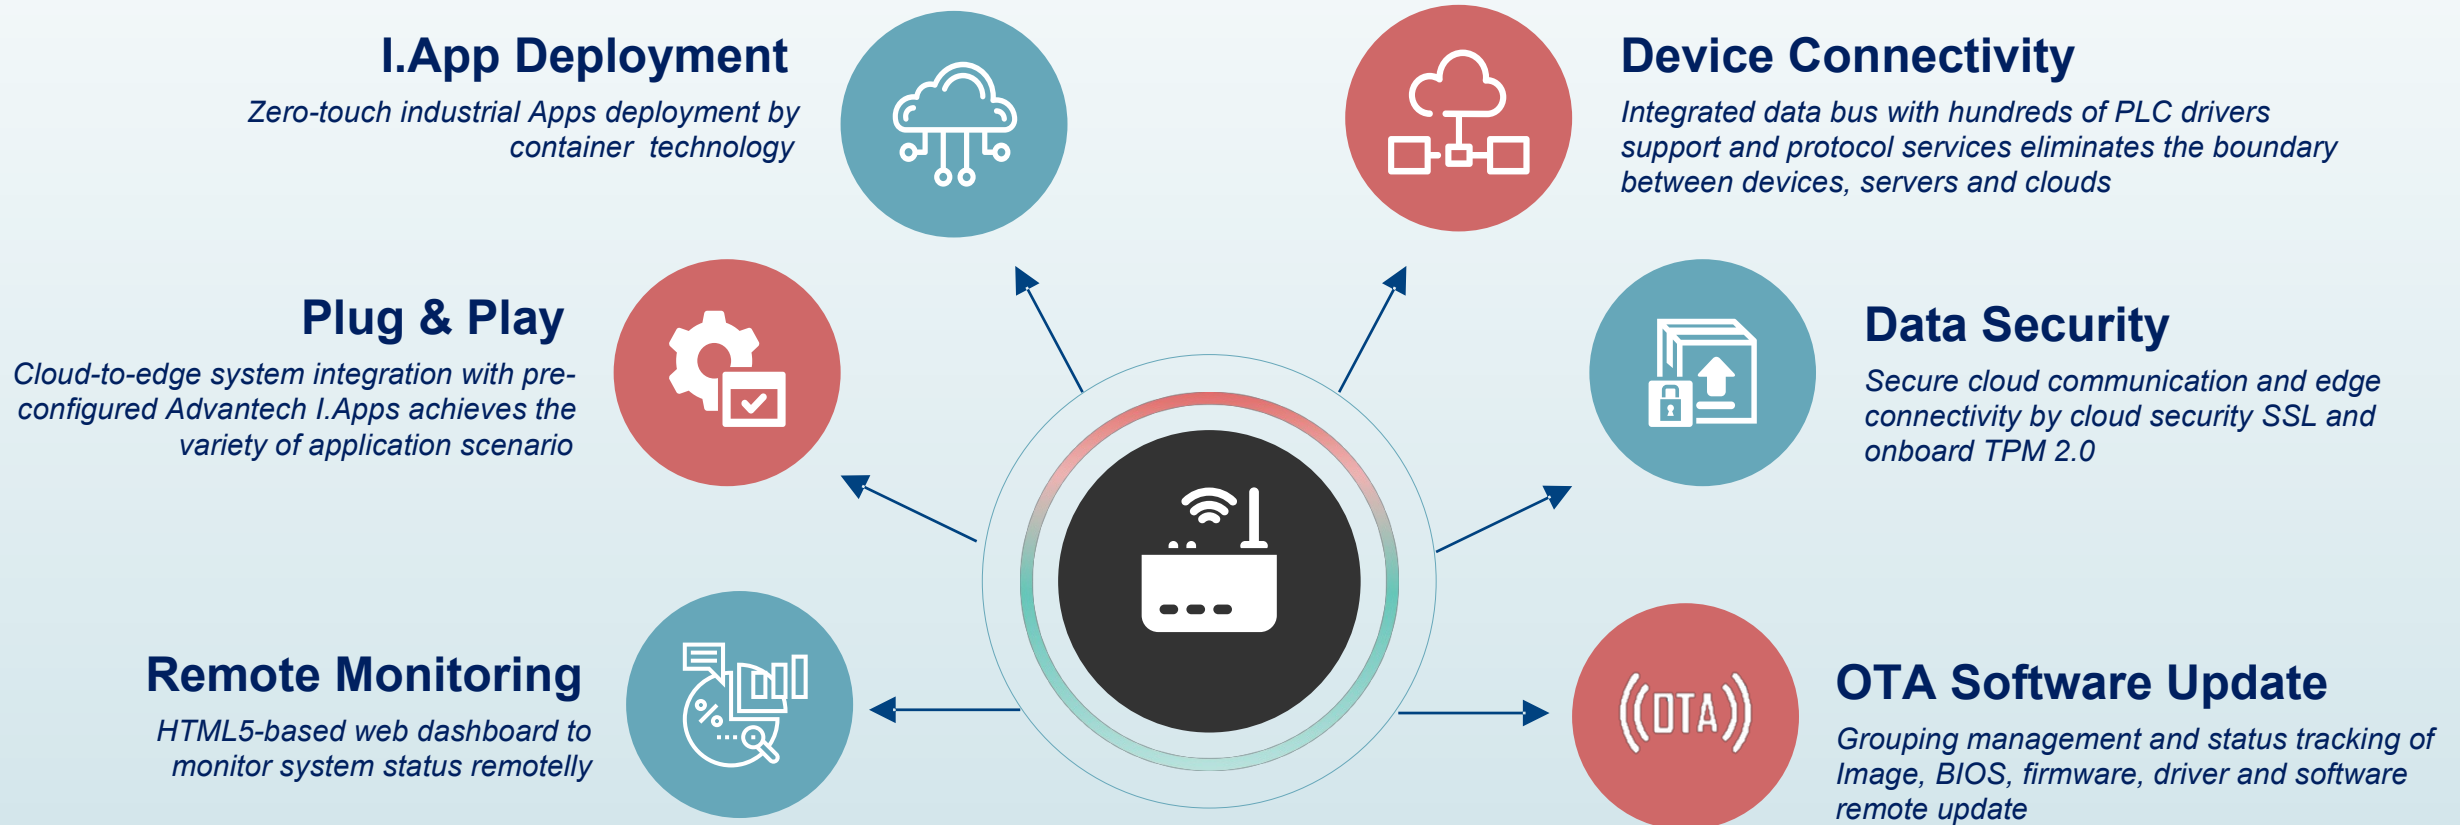 I.App Deployment
Zero-touch industrial Apps deployment by
container technology
Device Connectivity
Integrated data bus with hundreds of PLC drivers
support and protocol services eliminates the boundary
between devices, servers and clouds
Plug & Play
Cloud-to-edge system integration with pre-
configured Advantech I.Apps achieves the
variety of application scenario
Data Security
Secure cloud communication and edge
connectivity by cloud security SSL and
onboard TPM 2.0
Remote Monitoring
HTML5-based web dashboard to
monitor system status remotelly
%
((OTA))
OTA Software Update
Grouping management and status tracking of
Image, BIOS, firmware, driver and software
remote update